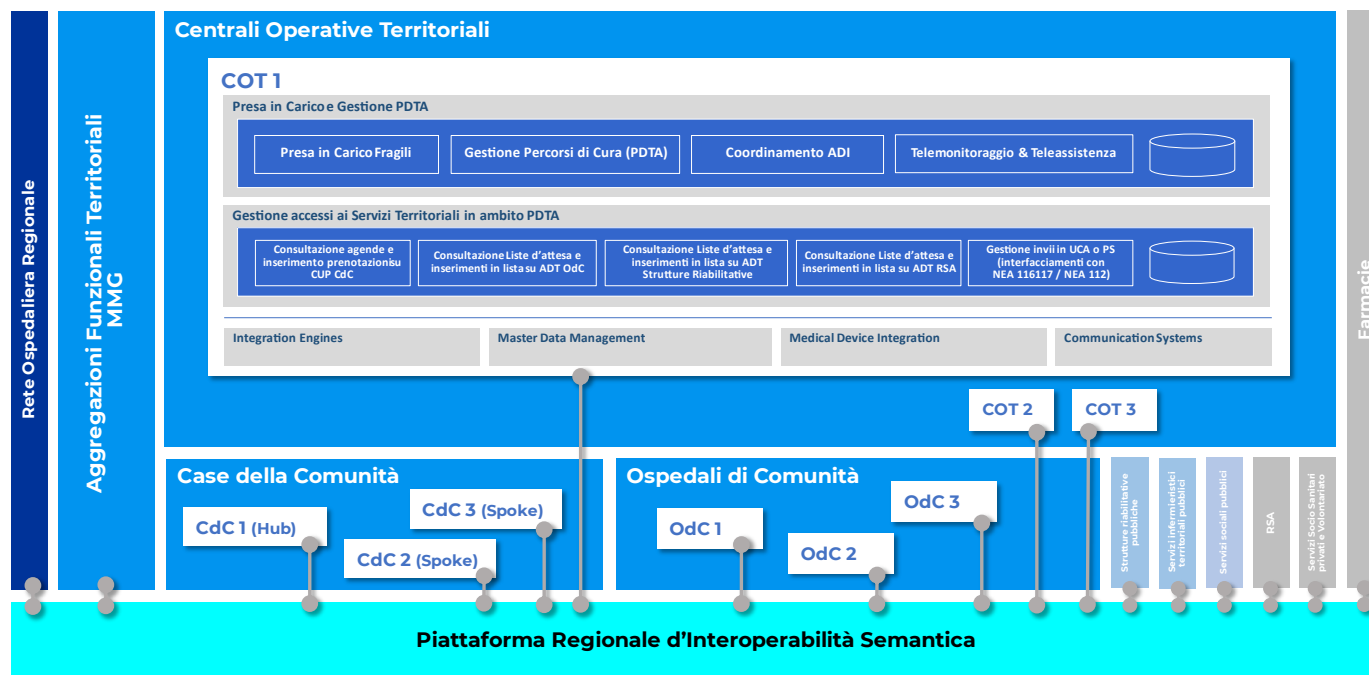 Rete Ospedaliera Regionale
Aggregazioni Funzionali Territoriali
MMG
Centrali Operative Territoriali
COT 1
Presa in Carico e Gestione PDTA
Presa in Carico Fragili
Gestione Percorsi di Cura (PDTA)
Coordinamento ADI
Telemonitoraggio & Teleassistenza
Gestione accessi ai Servizi Territoriali in ambito PDTA
Consultazione agende e
inserimento prenotazioni su
CUP CdC
Consultazione Liste d'attesa e
inserimenti in lista su ADT OdC
Consultazione Liste d'attesa e
inserimenti in lista su ADT
Strutture Riabilitative
Consultazione Liste d'attesa e
inserimenti in lista su ADT RSA
Gestione invii in UCA o PS
(interfacciamenti con
NEA 116117 / NEA 112)
Integration Engines
Master Data Management
Medical Device Integration
Communication Systems
COT 2
COT 3
Case della Comunità
CdC 1 (Hub)
CdC 2 (Spoke)
CdC 3 (Spoke)
Ospedali di Comunità
OdC 1
OdC 2
OdC 3
Strutture riabilitative
pubbliche
Servizi infermieristici
territoriali pubblici
Servizi sociali pubblici
RSA
Servizi Socio Sanitari
privati e Volontariato
Farmacie
Piattaforma Regionale d'Interoperabilità Semantica